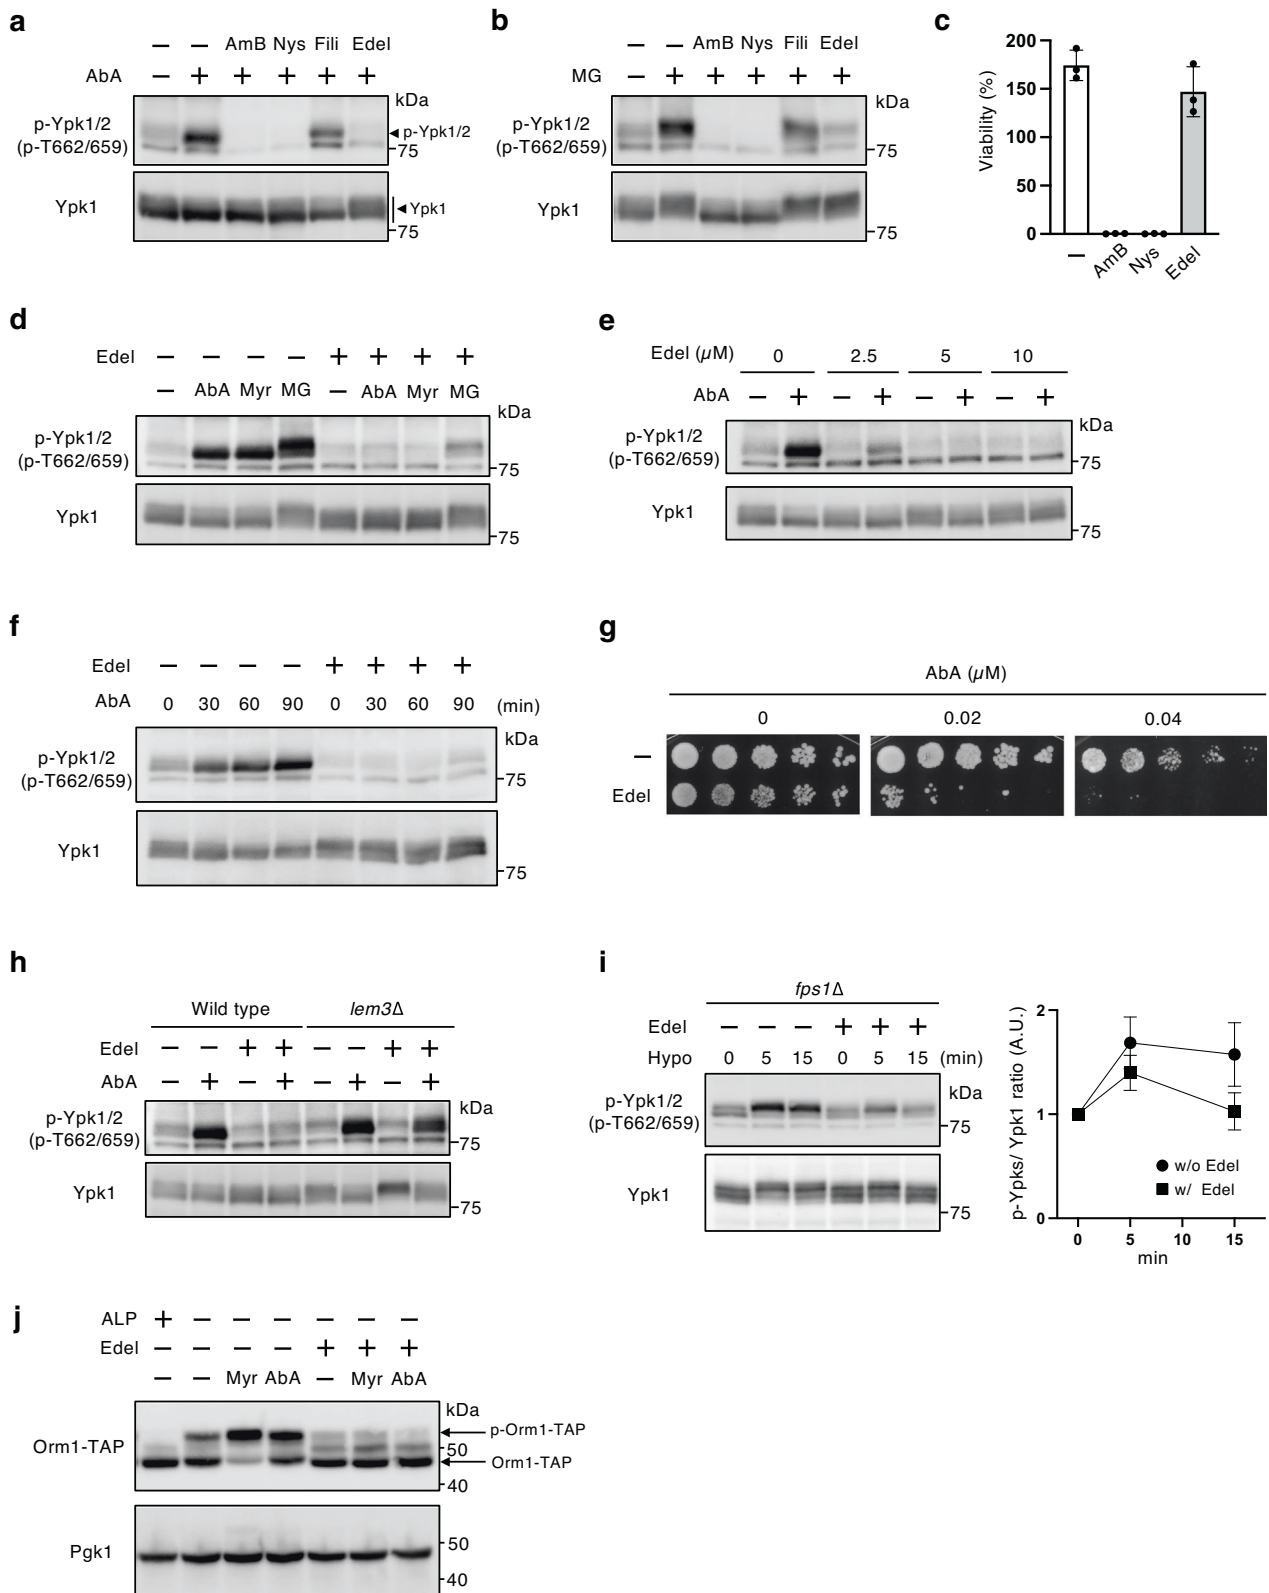 a
— — AmB Nys Fili Edel
AbA — + + + + +
kDa
p-Ypk1/2
(p-T662/659)
p-Ypk1/2
75
Ypk1
Ypk1
75
b
— — AmB Nys Fili Edel
MG — + + + + +
kDa
p-Ypk1/2
(p-T662/659)
75
Ypk1
75
c
Viability (%)
200
150
100
50
0
— AmB Nys Edel
d
Edel — — — — + + + +
— AbA Myr MG — AbA Myr MG
kDa
p-Ypk1/2
(p-T662/659)
75
Ypk1
75
e
Edel (μM) 0 2.5 5 10
AbA — + — + — + — +
kDa
p-Ypk1/2
(p-T662/659)
75
Ypk1
75
f
Edel — — — — + + + +
AbA 0 30 60 90 0 30 60 90 (min)
kDa
p-Ypk1/2
(p-T662/659)
75
Ypk1
75
g
AbA (μM)
0 0.02 0.04
—
Edel
h
Wild type lem3Δ
Edel — — + + — — + +
AbA — + — + — + — +
kDa
p-Ypk1/2
(p-T662/659)
75
Ypk1
75
i
fps1Δ
Edel — — — + + +
Hypo 0 5 15 0 5 15 (min)
kDa
p-Ypk1/2
(p-T662/659)
75
Ypk1
75
p-Ypks/ Ypk1 ratio (A.U.)
2
1
0
w/o Edel
w/ Edel
0 5 10 15
min
j
ALP + — — — — — —
Edel — — — — + + +
— — Myr AbA — Myr AbA
kDa
Orm1-TAP
p-Orm1-TAP
50
Orm1-TAP
40
Pgk1
50
40